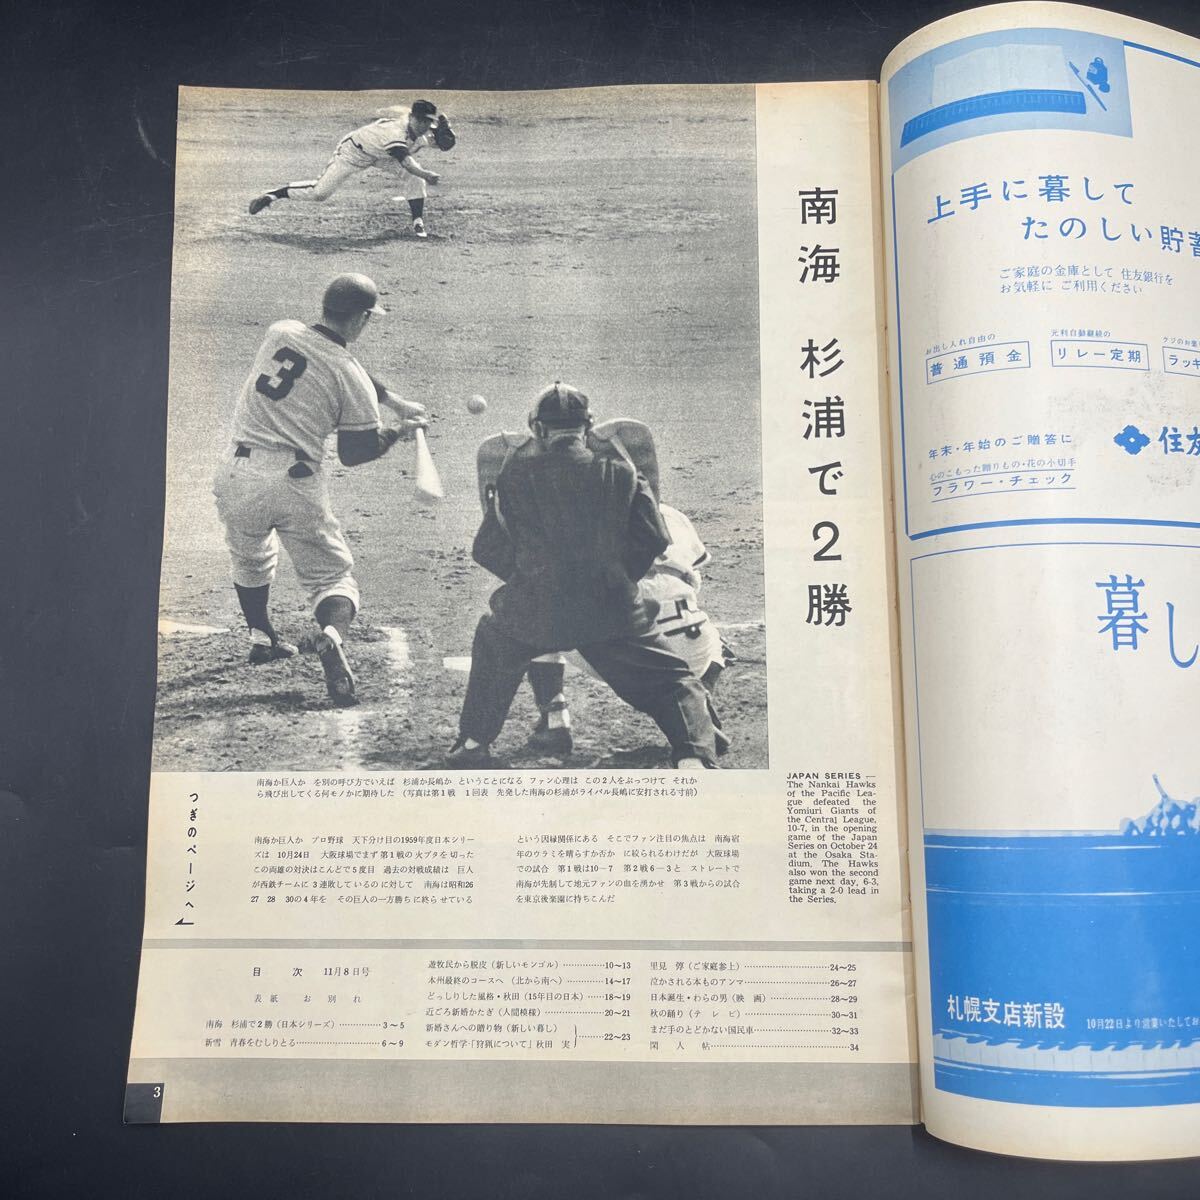 南海 杉浦で2勝
南海か巨人か を別の呼び方でいえば 杉浦か長嶋か ということになる ファン心理は この2人をぶっつけて それか
ら飛び出してくる何モノかに期待した (写真は第1戦 1回表 先発した南海の杉浦がライバル長嶋に安打される寸前)
JAPAN SERIES —
The Nankai Hawks
of the Pacific Lea-
gue defeated the
Yomiuri Giants of
the Central League,
10-7, in the opening
game of the Japan
Series on October 24
at the Osaka Sta-
dium. The Hawks
also won the second
game next day, 6-3,
taking a 2-0 lead in
the Series.
つぎのページへ
南海か巨人か プロ野球 天下分け目の1959年度日本シリー
ズは 10月24日 大阪球場でまず第1戦の火ブタを切った
この両雄の対決はこんどで5度目 過去の対戦成績は 巨人
が西鉄チームに3連敗しているのに対して 南海は昭和26
27 28 30の4年を その巨人の一方勝ちに終らせている
という因縁関係にある そこでファン注目の焦点は 南海宿
年のウラミを晴らすか否か に絞られるわけだが 大阪球場
での試合 第1戦は10−7 第2戦6−3と ストレートで
南海が先制して地元ファンの血を湧かせ 第3戦からの試合
を東京後楽園に持ちこんだ
目 次 11月8日号
表紙 お別れ
南海 杉浦で2勝(日本シリーズ)…………3〜5
新雪 青春をむしりとる…………6〜9
遊牧民から脱皮(新しいモンゴル)…………10〜13
本州最終のコースへ(北から南へ)…………14〜17
どっしりした風格・秋田(15年目の日本)……18〜19
近ごろ新婚かたぎ(人間模様)…………20〜21
新婚さんへの贈り物(新しい暮し)
モダン哲学・「狩猟について」秋田 実
…………22〜23
里見 弴(ご家庭参上)…………24〜25
泣かされる本ものアンマ…………26〜27
日本誕生・わらの男(映 画)…………28〜29
秋の踊り(テ レ ビ)…………30〜31
まだ手のとどかない国民車…………32〜33
閑 人 帖…………34
3
上手に暮して
たのしい貯蓄
ご家庭の金庫として 住友銀行を
お気軽に ご利用ください
お出し入れ自由の
普通預金
元利自動継続の
リレー定期
ラッキ
年末・年始のご贈答に
心のこもった贈りもの・花の小切手
フラワー・チェック
住友
暮し
札幌支店新設
10月22日より営業いたしてお